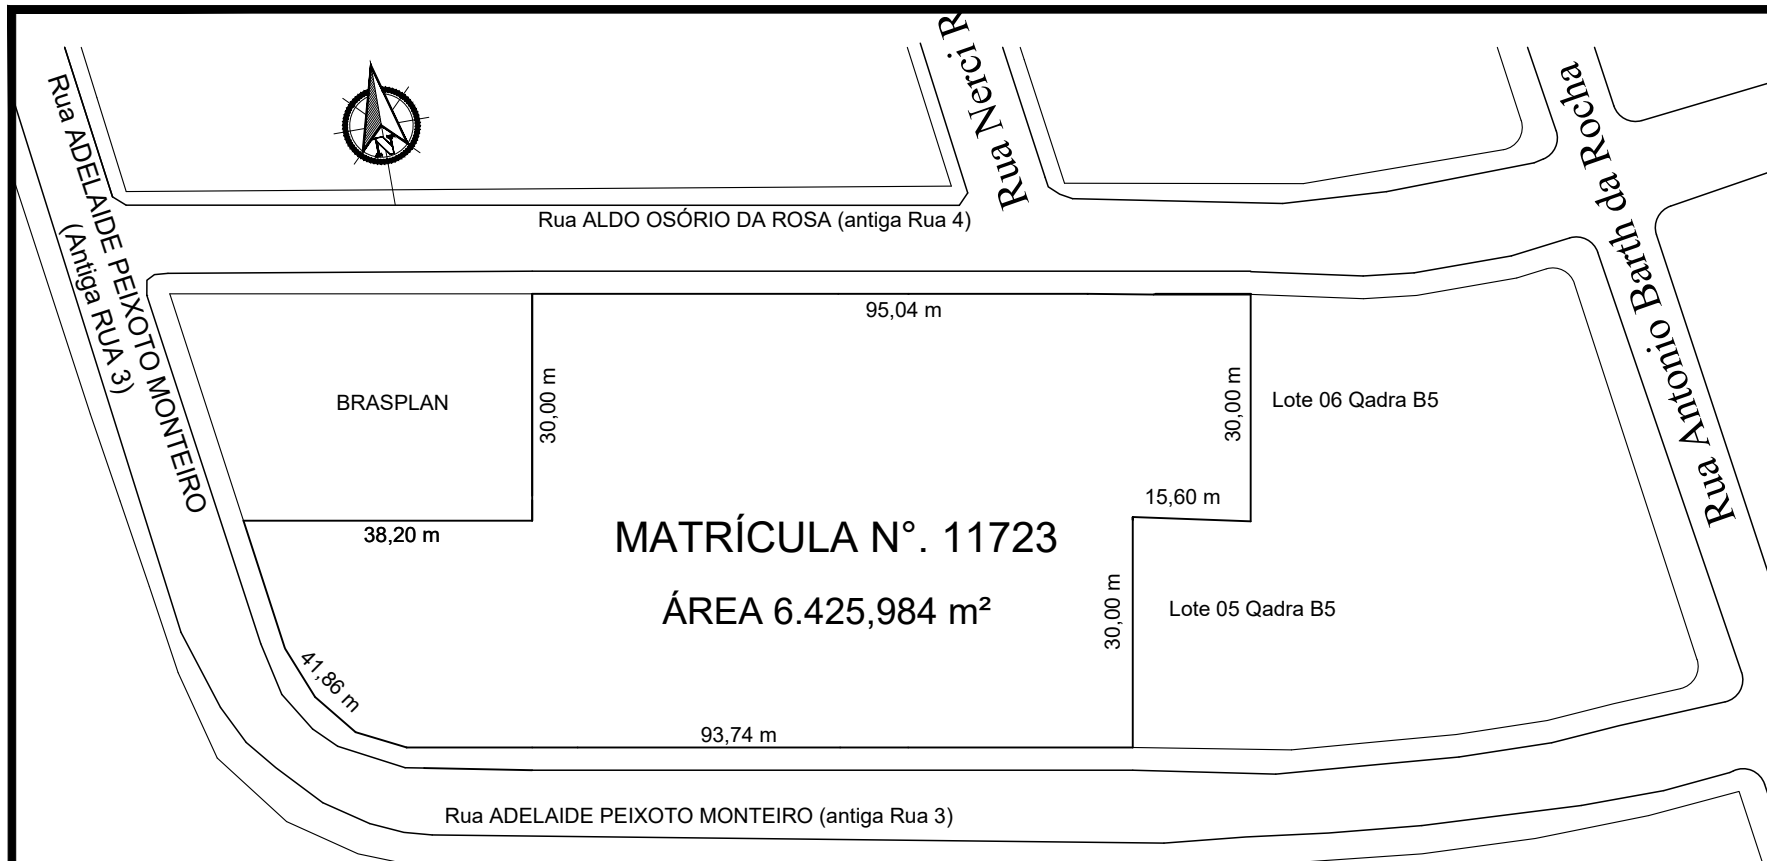 Rua Nerci R
Rua Antonio Barth da Rocha
Rua ADELAIDE PEIXOTO MONTEIRO
(Antiga RUA 3)
N
Rua ALDO OSÓRIO DA ROSA (antiga Rua 4)
95,04 m
BRASPLAN
30,00 m
30,00 m
Lote 06 Qadra B5
15,60 m
38,20 m
MATRÍCULA N°. 11723
ÁREA 6.425,984 m²
30,00 m
Lote 05 Qadra B5
41,86 m
93,74 m
Rua ADELAIDE PEIXOTO MONTEIRO (antiga Rua 3)